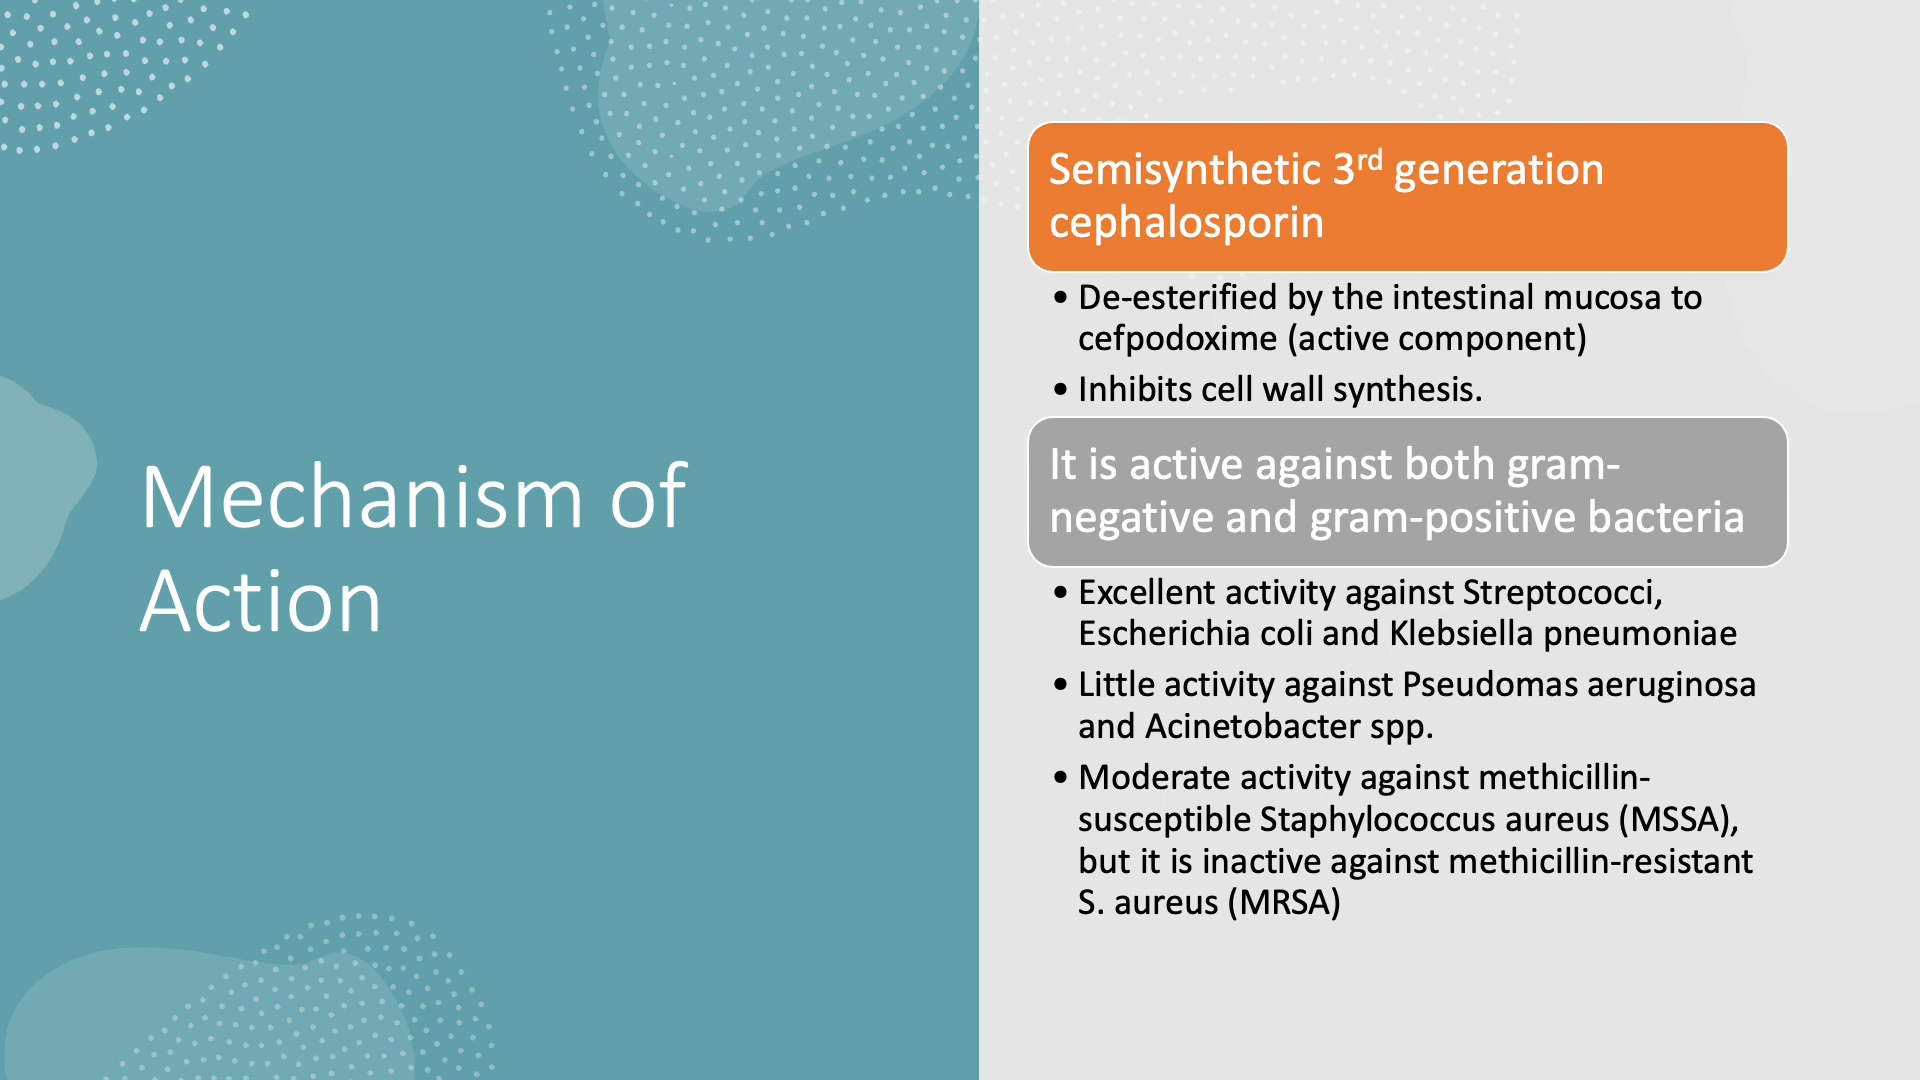 Mechanism of
Action
Semisynthetic 3rd generation
cephalosporin
• De-esterified by the intestinal mucosa to
cefpodoxime (active component)
• Inhibits cell wall synthesis.
It is active against both gram-
negative and gram-positive bacteria
• Excellent activity against Streptococci,
Escherichia coli and Klebsiella pneumoniae
• Little activity against Pseudomas aeruginosa
and Acinetobacter spp.
• Moderate activity against methicillin-
susceptible Staphylococcus aureus (MSSA),
but it is inactive against methicillin-resistant
S. aureus (MRSA)